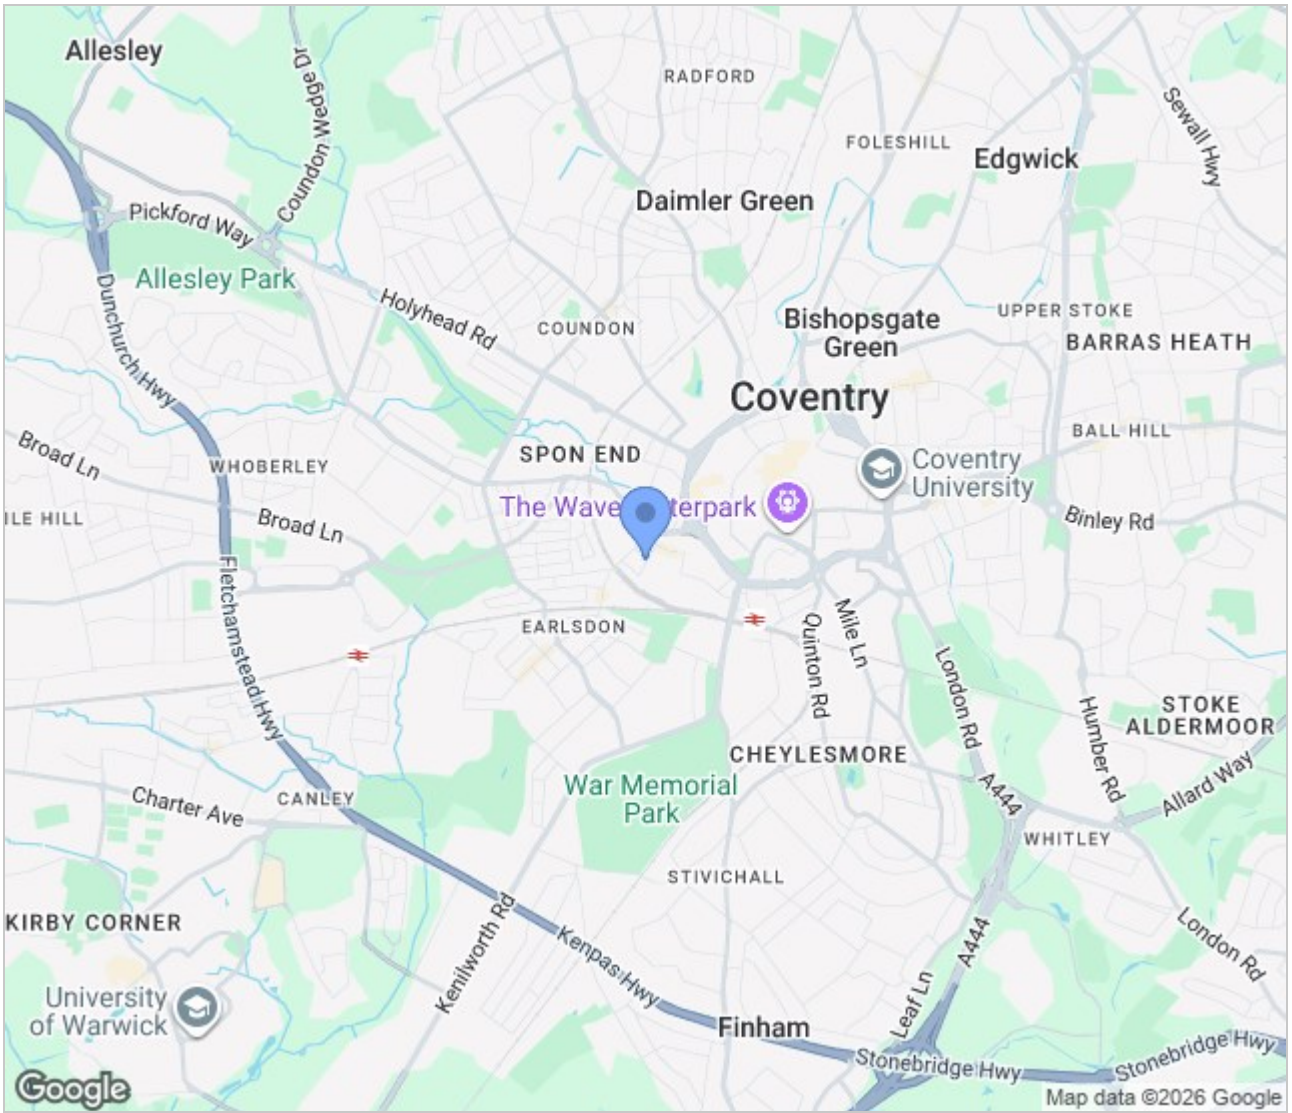 Allesley
Coundon Wedge Dr
RADFORD
Sewall Hwy
FOLESHILL
Edgwick
Daimler Green
Pickford Way
Allesley Park
Dunchurch Hwy
Holyhead Rd
COUNDON
Bishopsgate
Green
UPPER STOKE
BARRAS HEATH
Coventry
Broad Ln
WHOBERLEY
SPON END
BALL HILL
Coventry
University
The Wave
terpark
ILE HILL
Broad Ln
Binley Rd
Fletchamstead Hwy
EARLSDON
Quinton Rd
Mile Ln
London Rd
Humber Rd
STOKE
ALDERMOOR
CHEYLESMORE
War Memorial
Park
Charter Ave
CANLEY
A444
Allard Way
WHITLEY
STIVICHALL
KIRBY CORNER
Kenilworth Rd
Kenpas Hwy
A444
London Rd
University
of Warwick
Leaf Ln
Finham
Stonebridge Hwy
Stonebridge Hwy
Google
Map data ©2026 Google